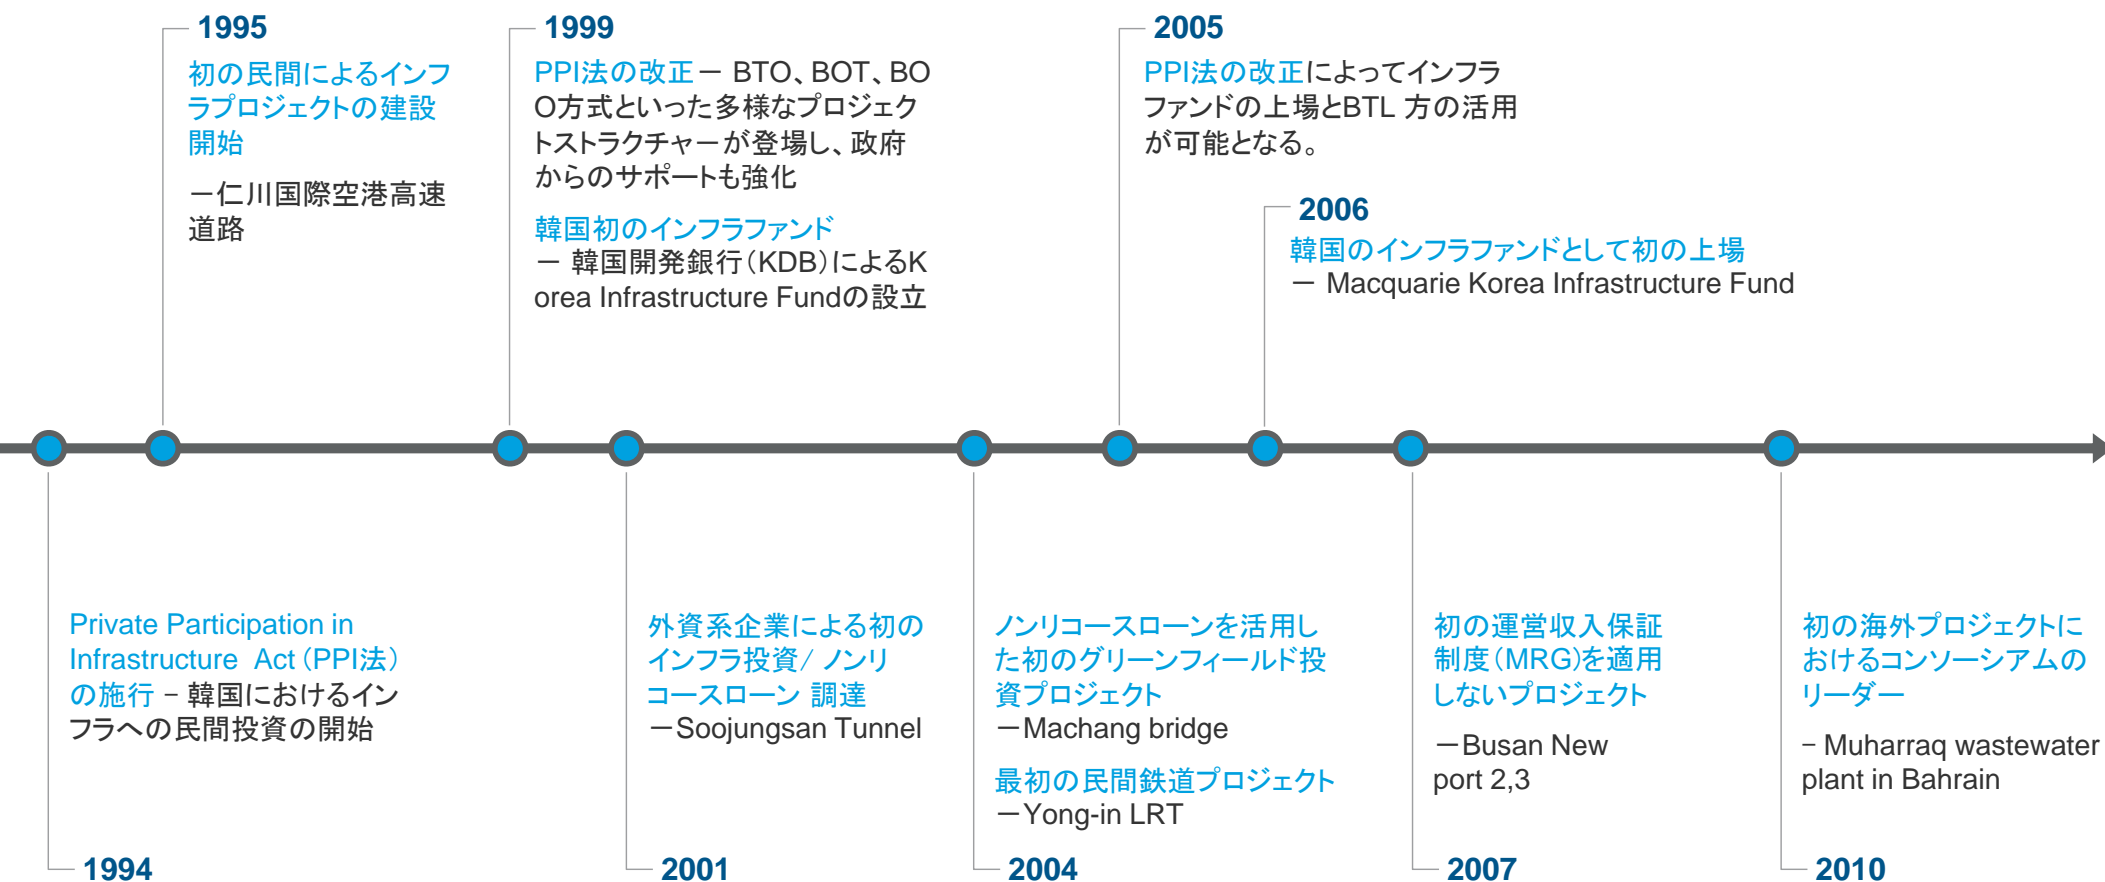 1995
初の民間によるインフ
ラプロジェクトの建設
開始
ー仁川国際空港高速
道路
1999
PPI法の改正ー BTO、BOT、BO
O方式といった多様なプロジェク
トストラクチャーが登場し、政府
からのサポートも強化
韓国初のインフラファンド
ー 韓国開発銀行（KDB）によるK
orea Infrastructure Fundの設立
2005
PPI法の改正によってインフラ
ファンドの上場とBTL 方の活用
が可能となる。
2006
韓国のインフラファンドとして初の上場
ー Macquarie Korea Infrastructure Fund
Private Participation in
Infrastructure Act（PPI法）
の施行 – 韓国におけるイン
フラへの民間投資の開始
1994
外資系企業による初の
インフラ投資/ ノンリ
コースローン 調達
ーSoojungsan Tunnel
2001
ノンリコースローンを活用し
た初のグリーンフィールド投
資プロジェクト
ーMachang bridge
最初の民間鉄道プロジェクト
ーYong-in LRT
2004
初の運営収入保証
制度（MRG)を適用
しないプロジェクト
ーBusan New
port 2,3
2007
初の海外プロジェクトに
おけるコンソーシアムの
リーダー
– Muharraq wastewater
plant in Bahrain
2010